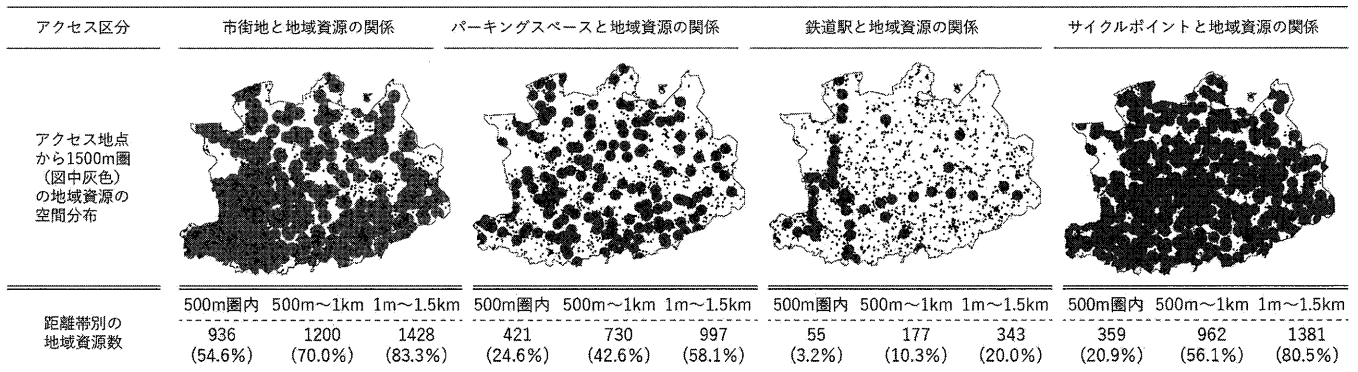 アクセス区分 市街地と地域資源の関係 パーキングスペースと地域資源の関係 鉄道駅と地域資源の関係 サイクルポイントと地域資源の関係
アクセス地点
から1500m圏
（図中灰色）
の地域資源の
空間分布
距離帯別の
地域資源数
500m圏内 500m〜1km 1m〜1.5km 500m圏内 500m〜1km 1m〜1.5km 500m圏内 500m〜1km 1m〜1.5km 500m圏内 500m〜1km 1m〜1.5km
936 1200 1428 421 730 997 55 177 343 359 962 1381
(54.6%) (70.0%) (83.3%) (24.6%) (42.6%) (58.1%) (3.2%) (10.3%) (20.0%) (20.9%) (56.1%) (80.5%)